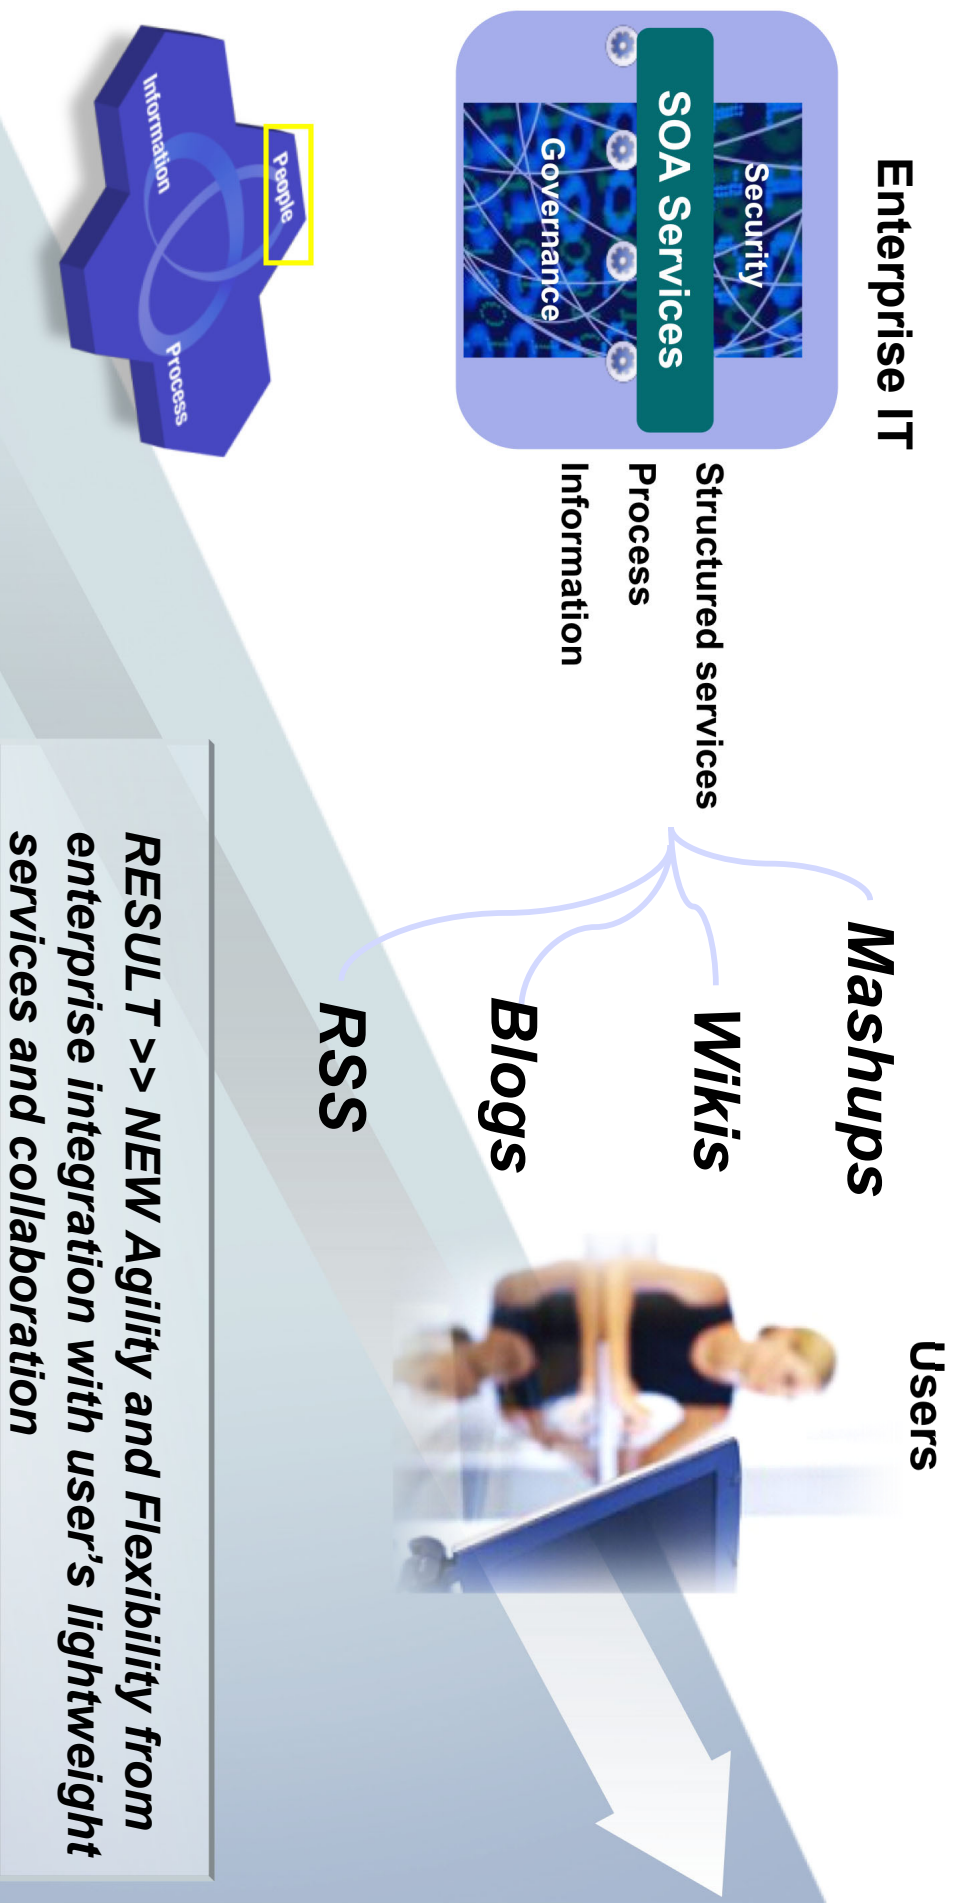 Enterprise IT
Users
Security
SOA Services
Governance
Structured services
Process
Information
Mashups
Wikis
Blogs
RSS
People
Information
Process
RESULT >> NEW Agility and Flexibility from
enterprise integration with user’s lightweight
services and collaboration